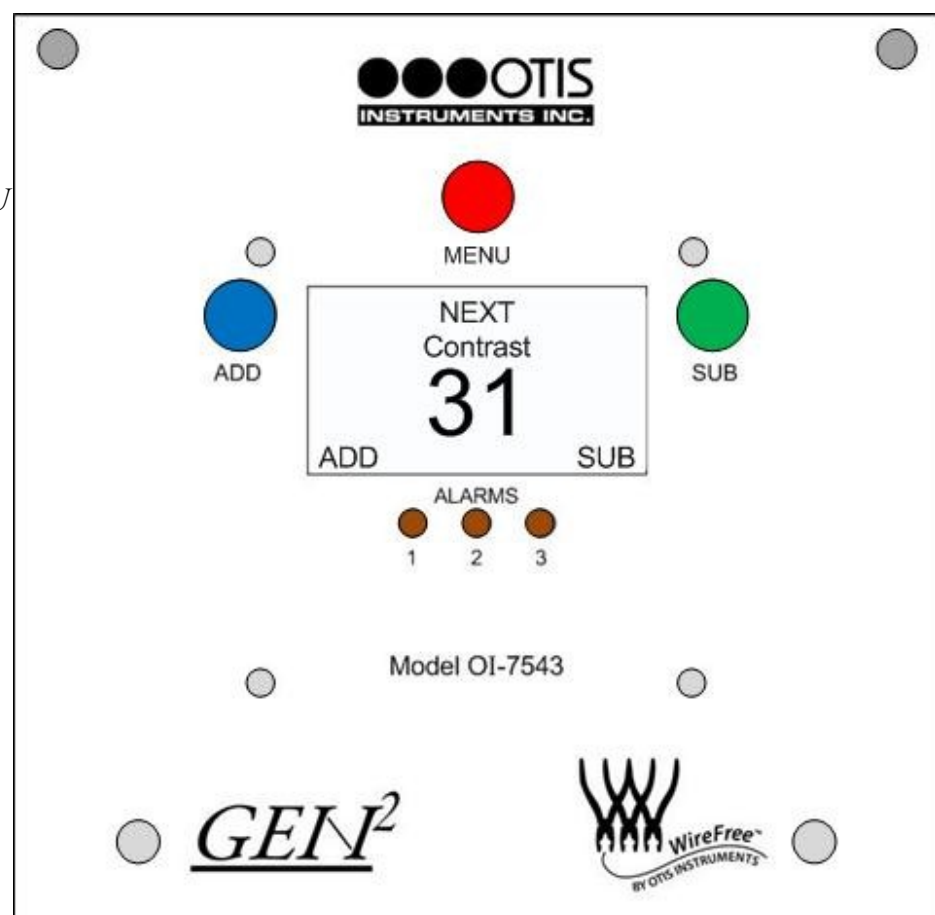 OTIS
INSTRUMENTS INC.
U
MENU
ADD
SUB
NEXT
Contrast
31
ADD SUB
ALARMS
1 2 3
Model OI-7543
GEN²
WireFree™
BY OTIS INSTRUMENTS